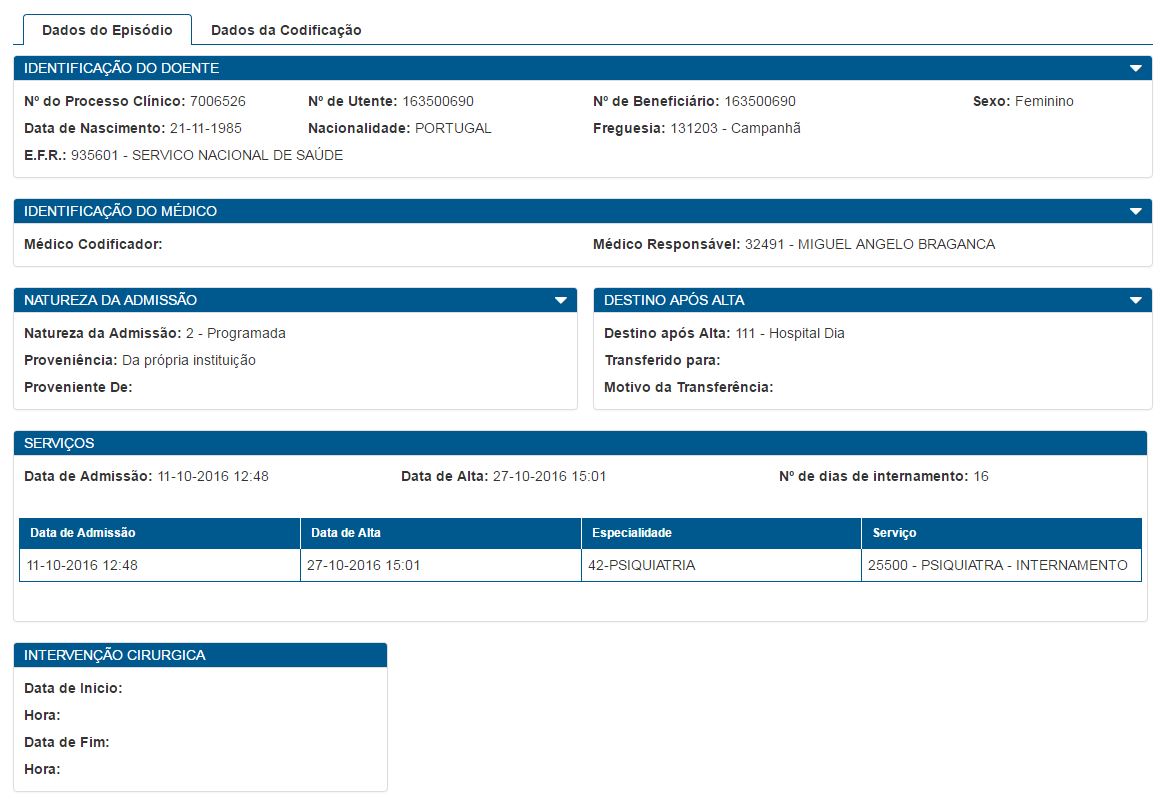 Dados do Episódio Dados da Codificação
IDENTIFICAÇÃO DO DOENTE
Nº do Processo Clínico: 7006526 Nº de Utente: 163500690 Nº de Beneficiário: 163500690 Sexo: Feminino
Data de Nascimento: 21-11-1985 Nacionalidade: PORTUGAL Freguesia: 131203 - Campanhã
E.F.R.: 935601 - SERVICO NACIONAL DE SAÚDE
IDENTIFICAÇÃO DO MÉDICO
Médico Codificador: Médico Responsável: 32491 - MIGUEL ANGELO BRAGANCA
NATUREZA DA ADMISSÃO
Natureza da Admissão: 2 - Programada
Proveniência: Da própria instituição
Proveniente De:
DESTINO APÓS ALTA
Destino após Alta: 111 - Hospital Dia
Transferido para:
Motivo da Transferência:
SERVIÇOS
Data de Admissão: 11-10-2016 12:48 Data de Alta: 27-10-2016 15:01 Nº de dias de internamento: 16
Data de Admissão Data de Alta Especialidade Serviço
11-10-2016 12:48 27-10-2016 15:01 42-PSIQUIATRIA 25500 - PSIQUIATRA - INTERNAMENTO
INTERVENÇÃO CIRURGICA
Data de Inicio:
Hora:
Data de Fim:
Hora: